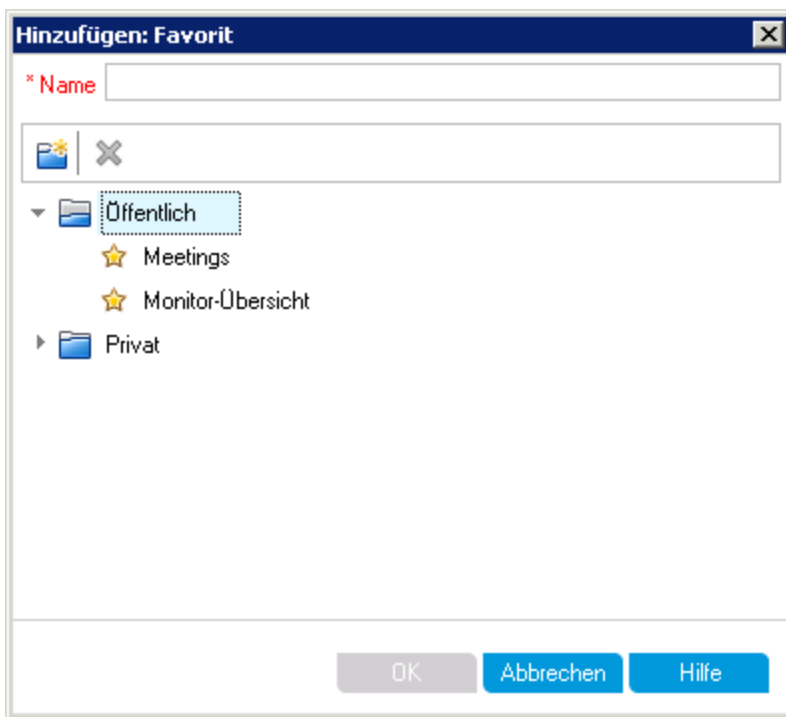 Hinzufügen: Favorit
* Name
Öffentlich
Meetings
Monitor-Übersicht
Privat
OK Abbrechen Hilfe